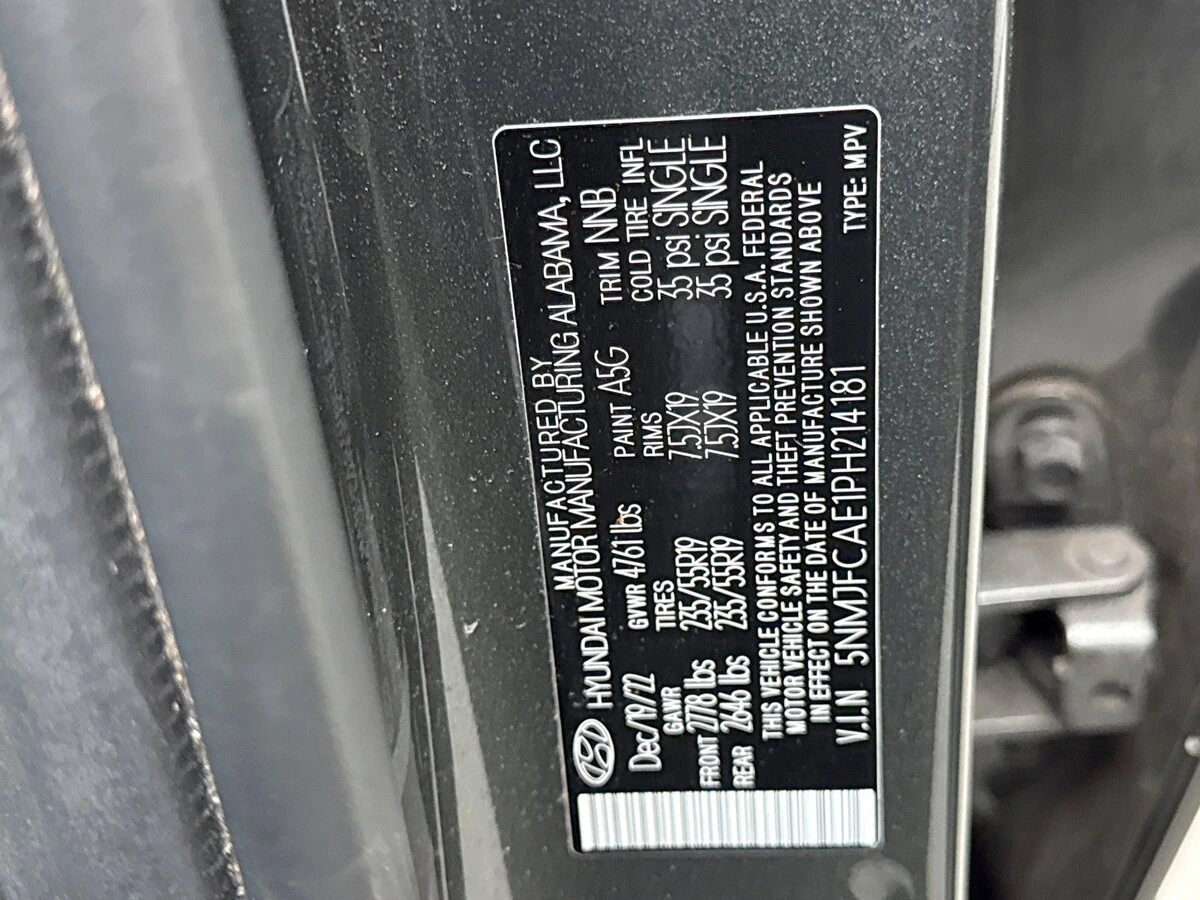 MANUFACTURED BY
HYUNDAI MOTOR MANUFACTURING ALABAMA, LLC
Dec/19/22 GVWR 4761 lbs PAINT A5G TRIM NNB
GAWR TIRES RIMS COLD TIRE INFL
FRONT 2778 lbs 235/55R19 7.5JX19 35 psi SINGLE
REAR 2646 lbs 235/55R19 7.5JX19 35 psi SINGLE
THIS VEHICLE CONFORMS TO ALL APPLICABLE U.S.A. FEDERAL
MOTOR VEHICLE SAFETY AND THEFT PREVENTION STANDARDS
IN EFFECT ON THE DATE OF MANUFACTURE SHOWN ABOVE
V.I.N 5NMJFCAE1PH214181 TYPE: MPV